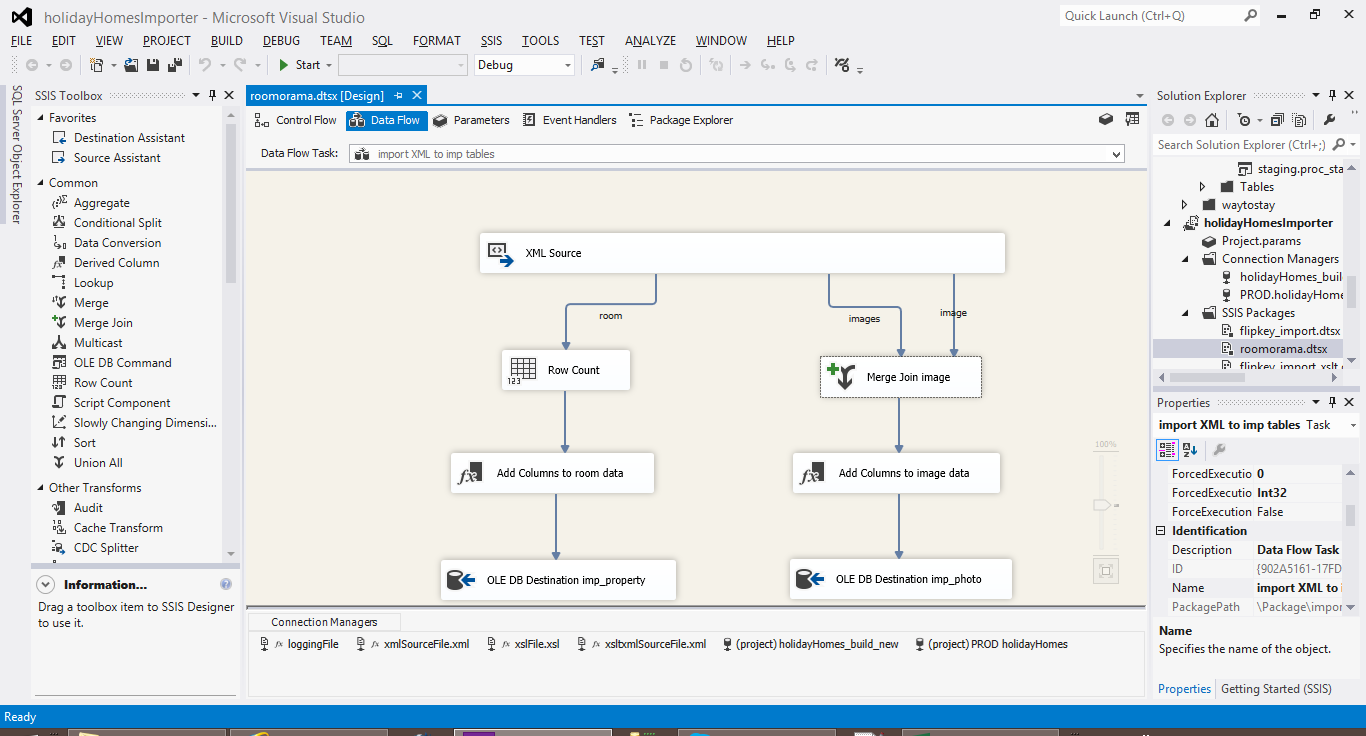 holidayHomesImporter - Microsoft Visual Studio
Quick Launch (Ctrl+Q)
FILE EDIT VIEW PROJECT BUILD DEBUG TEAM SQL FORMAT SSIS TOOLS TEST ANALYZE WINDOW HELP
Start Debug
SQL Server Object Explorer
SSIS Toolbox
Favorites
Destination Assistant
Source Assistant
Common
Aggregate
Conditional Split
Data Conversion
Derived Column
Lookup
Merge
Merge Join
Multicast
OLE DB Command
Row Count
Script Component
Slowly Changing Dimensi...
Sort
Union All
Other Transforms
Audit
Cache Transform
CDC Splitter
Information...
Drag a toolbox item to SSIS Designer
to use it.
roomorama.dtsx [Design]
Control Flow Data Flow Parameters Event Handlers Package Explorer
Data Flow Task: import XML to imp tables
XML Source
room
images
image
123
Row Count
Merge Join image
100%
Add Columns to room data
Add Columns to image data
OLE DB Destination imp_property
OLE DB Destination imp_photo
Connection Managers
loggingFile xmlSourceFile.xml xslFile.xsl xsltxmlSourceFile.xml (project) holidayHomes_build_new (project) PROD holidayHomes
Solution Explorer
Search Solution Explorer (Ctrl+;)
staging.proc_sta
Tables
waytostay
holidayHomesImporter
Project.params
Connection Managers
holidayHomes_buil
PROD.holidayHome
SSIS Packages
flipkey_import.dtsx
roomorama.dtsx
flipkey_import_xslt.
Properties
import XML to imp tables Task
ForcedExecutio 0
ForcedExecutio Int32
ForceExecution False
Identification
Description Data Flow Task
ID {902A5161-17FD
Name import XML to i
PackagePath \Package\impor
Name
Specifies the name of the object.
Properties Getting Started (SSIS)
Ready